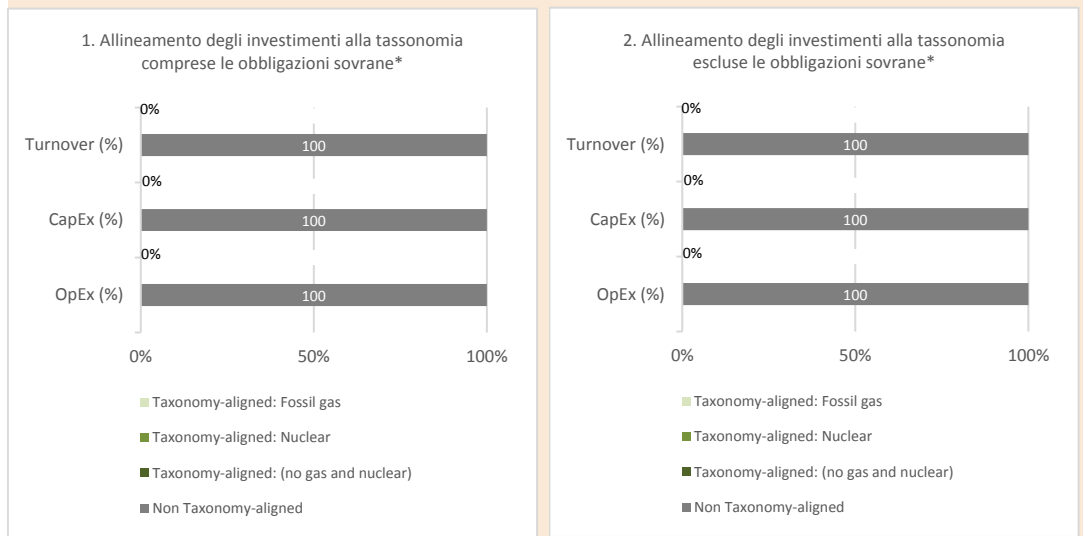 1. Allineamento degli investimenti alla tassonomia
comprese le obbligazioni sovrane*
0%
Turnover (%)
100
0%
CapEx (%)
100
0%
OpEx (%)
100
0%
50%
100%
Taxonomy-aligned: Fossil gas
Taxonomy-aligned: Nuclear
Taxonomy-aligned: (no gas and nuclear)
Non Taxonomy-aligned
2. Allineamento degli investimenti alla tassonomia
escluse le obbligazioni sovrane*
0%
Turnover (%)
100
0%
CapEx (%)
100
0%
OpEx (%)
100
0%
50%
100%
Taxonomy-aligned: Fossil gas
Taxonomy-aligned: Nuclear
Taxonomy-aligned: (no gas and nuclear)
Non Taxonomy-aligned